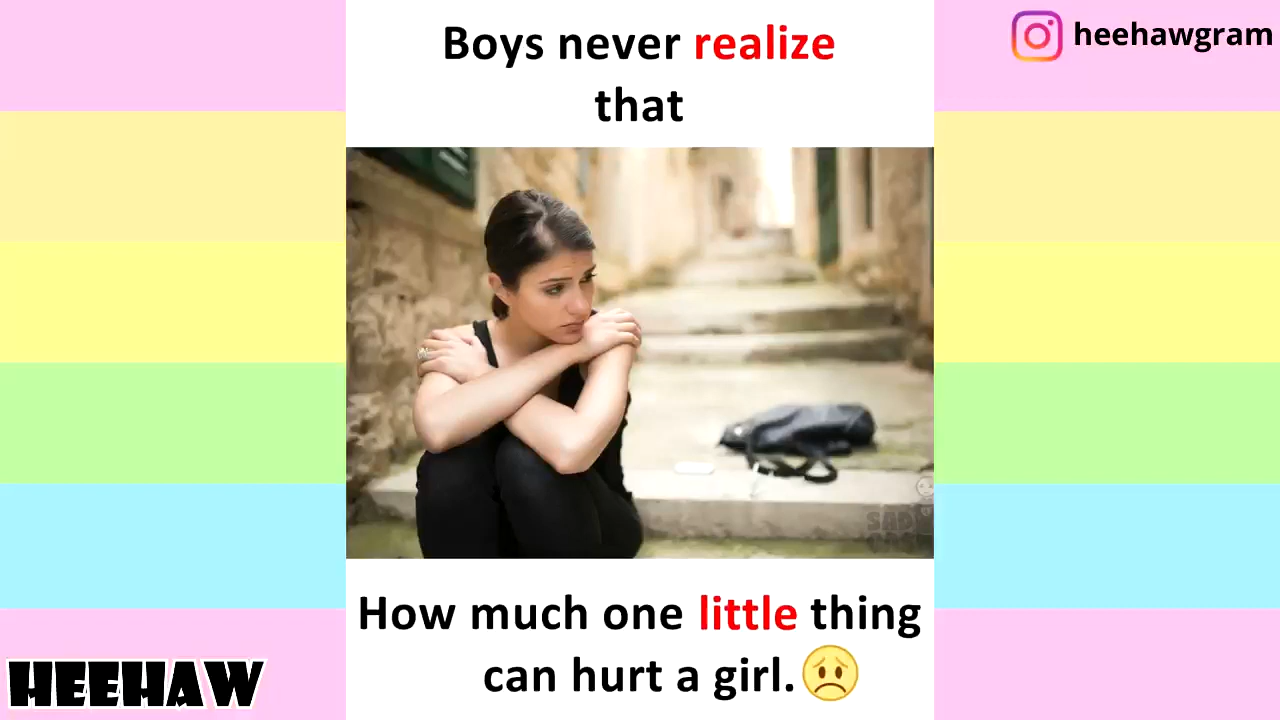 Boys never realize
that
heehawgram
How much one little thing
can hurt a girl.
HEEHAW